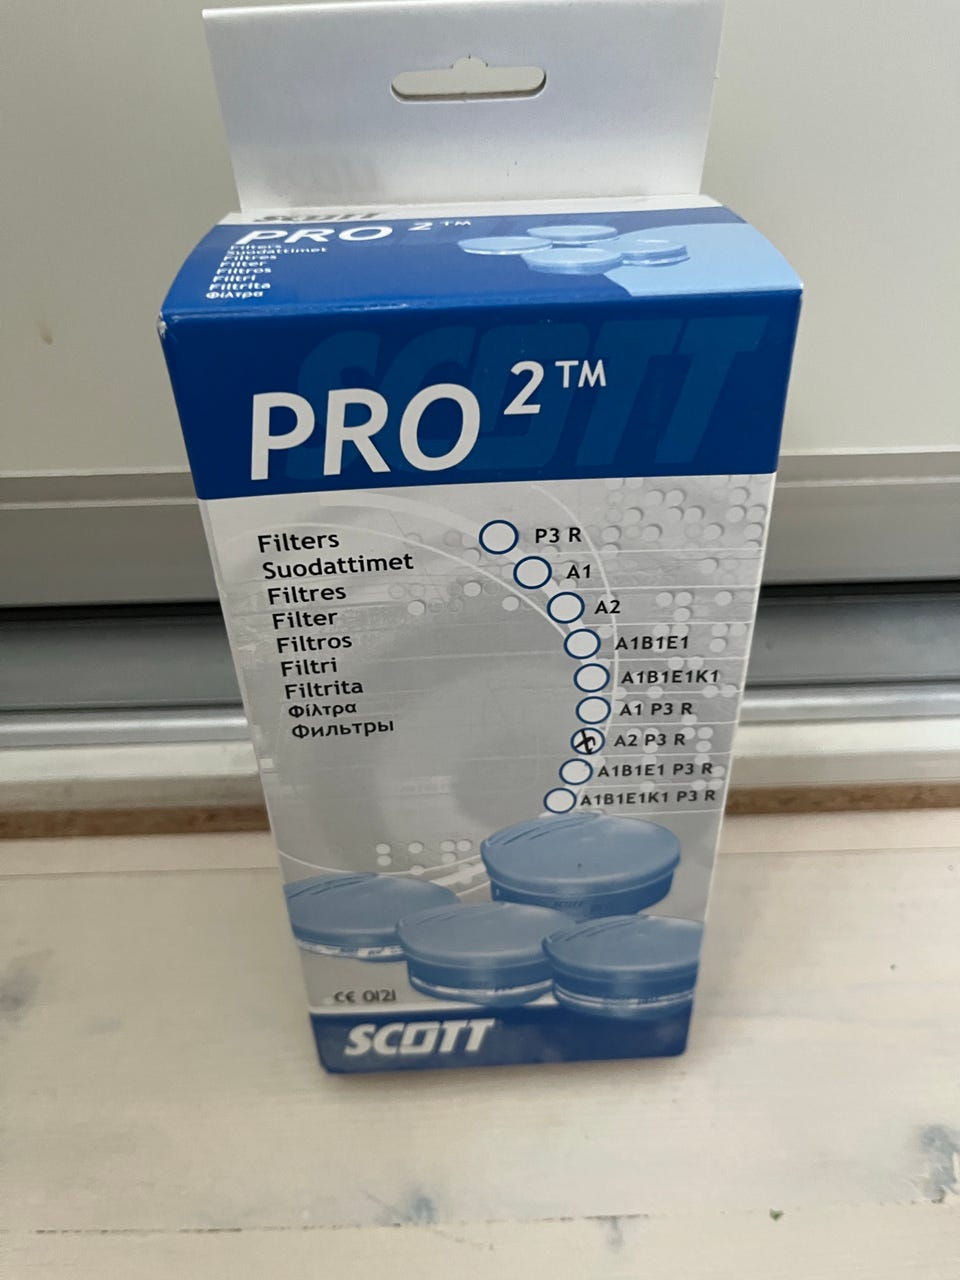 SCOTT
PRO 2™
Filters
Suodattimet
Filtres
Filter
Filtros
Filtri
Filtrita
Φίλτρα
SCOTT
PRO 2™
Filters
Suodattimet
Filtres
Filter
Filtros
Filtri
Filtrita
Φίλτρα
Фильтры
P3 R
A1
A2
A1B1E1
A1B1E1K1
A1 P3 R
A2 P3 R
A1B1E1 P3 R
A1B1E1K1 P3 R
SCOTT
CE 0121
SCOTT